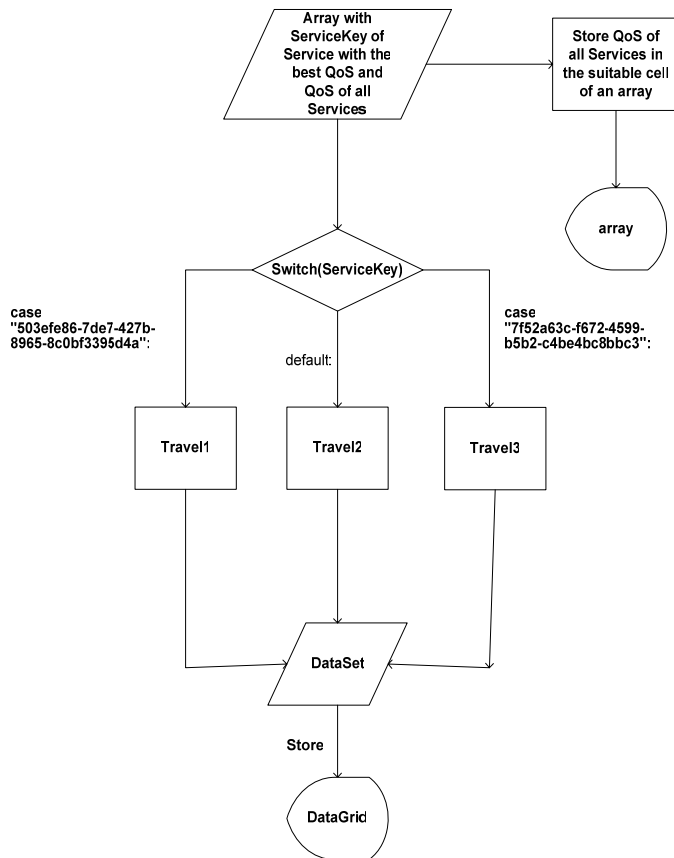 Array with
ServiceKey of
Service with the
best QoS and
QoS of all
Services
Store QoS of
all Services in
the suitable cell
of an array
array
Switch(ServiceKey)
case
"503efe86-7de7-427b-
8965-8c0bf3395d4a":
default:
case
"7f52a63c-f672-4599-
b5b2-c4be4bc8bbc3":
Travel1
Travel2
Travel3
DataSet
Store
DataGrid